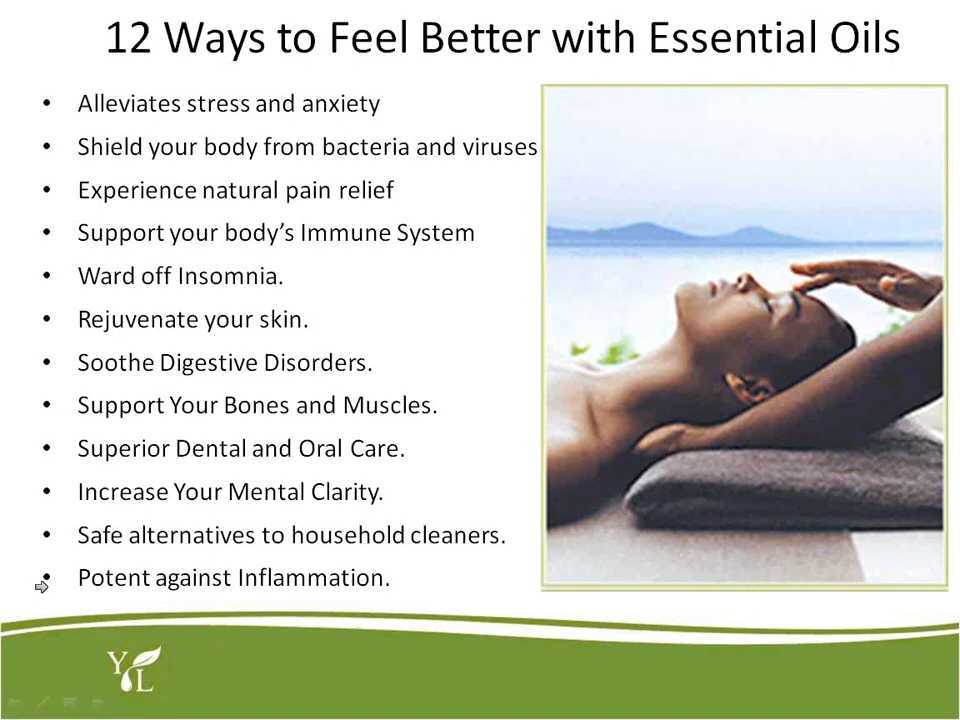 12 Ways to Feel Better with Essential Oils
• Alleviates stress and anxiety
• Shield your body from bacteria and viruses
• Experience natural pain relief
• Support your body’s Immune System
• Ward off Insomnia.
• Rejuvenate your skin.
• Soothe Digestive Disorders.
• Support Your Bones and Muscles.
• Superior Dental and Oral Care.
• Increase Your Mental Clarity.
• Safe alternatives to household cleaners.
• Potent against Inflammation.
Y L